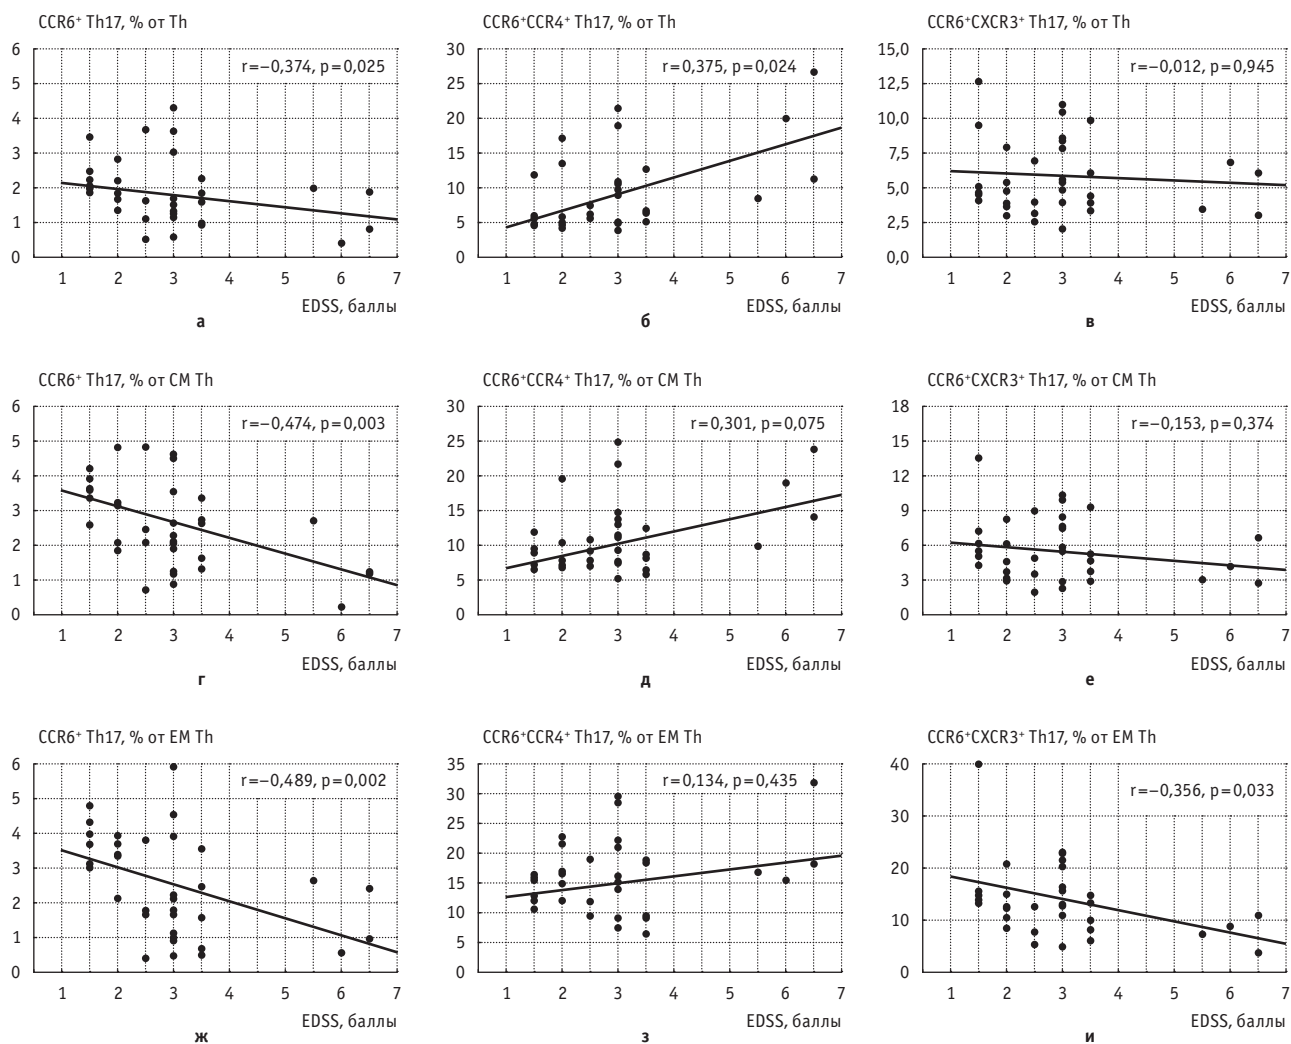 CCR6⁺ Th17, % от Th
6
5
4
3
2
1
0
r=−0,374, p=0,025
1 2 3 4 5 6 7
EDSS, баллы
а
CCR6⁺CCR4⁺ Th17, % от Th
30
25
20
15
10
5
0
r=0,375, p=0,024
1 2 3 4 5 6 7
EDSS, баллы
б
CCR6⁺CXCR3⁺ Th17, % от Th
15,0
12,5
10,0
7,5
5,0
2,5
0,0
r=−0,012, p=0,945
1 2 3 4 5 6 7
EDSS, баллы
в
CCR6⁺ Th17, % от CM Th
6
5
4
3
2
1
0
r=−0,474, p=0,003
1 2 3 4 5 6 7
EDSS, баллы
г
CCR6⁺CCR4⁺ Th17, % от CM Th
30
25
20
15
10
5
0
r=0,301, p=0,075
1 2 3 4 5 6 7
EDSS, баллы
д
CCR6⁺CXCR3⁺ Th17, % от CM Th
18
15
12
9
6
3
0
r=−0,153, p=0,374
1 2 3 4 5 6 7
EDSS, баллы
е
CCR6⁺ Th17, % от EM Th
6
5
4
3
2
1
0
r=−0,489, p=0,002
1 2 3 4 5 6 7
EDSS, баллы
ж
CCR6⁺CCR4⁺ Th17, % от EM Th
35
30
25
20
15
10
5
0
r=0,134, p=0,435
1 2 3 4 5 6 7
EDSS, баллы
з
CCR6⁺CXCR3⁺ Th17, % от EM Th
40
30
20
10
0
r=−0,356, p=0,033
1 2 3 4 5 6 7
EDSS, баллы
и